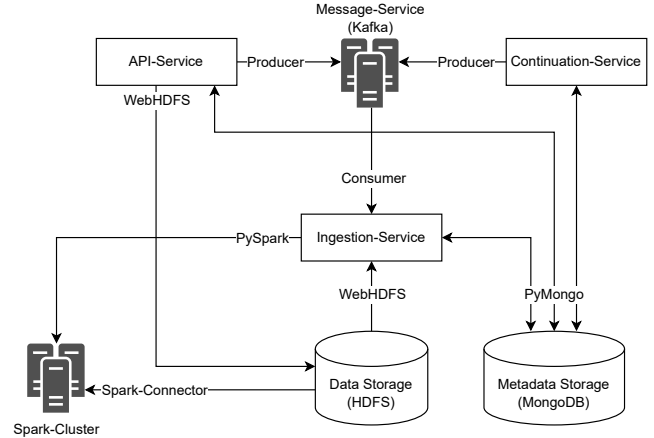 Message-Service
(Kafka)
API-Service
Producer
Producer
Continuation-Service
WebHDFS
Consumer
PySpark
Ingestion-Service
WebHDFS
PyMongo
Data Storage
(HDFS)
Metadata Storage
(MongoDB)
Spark-Connector
Spark-Cluster